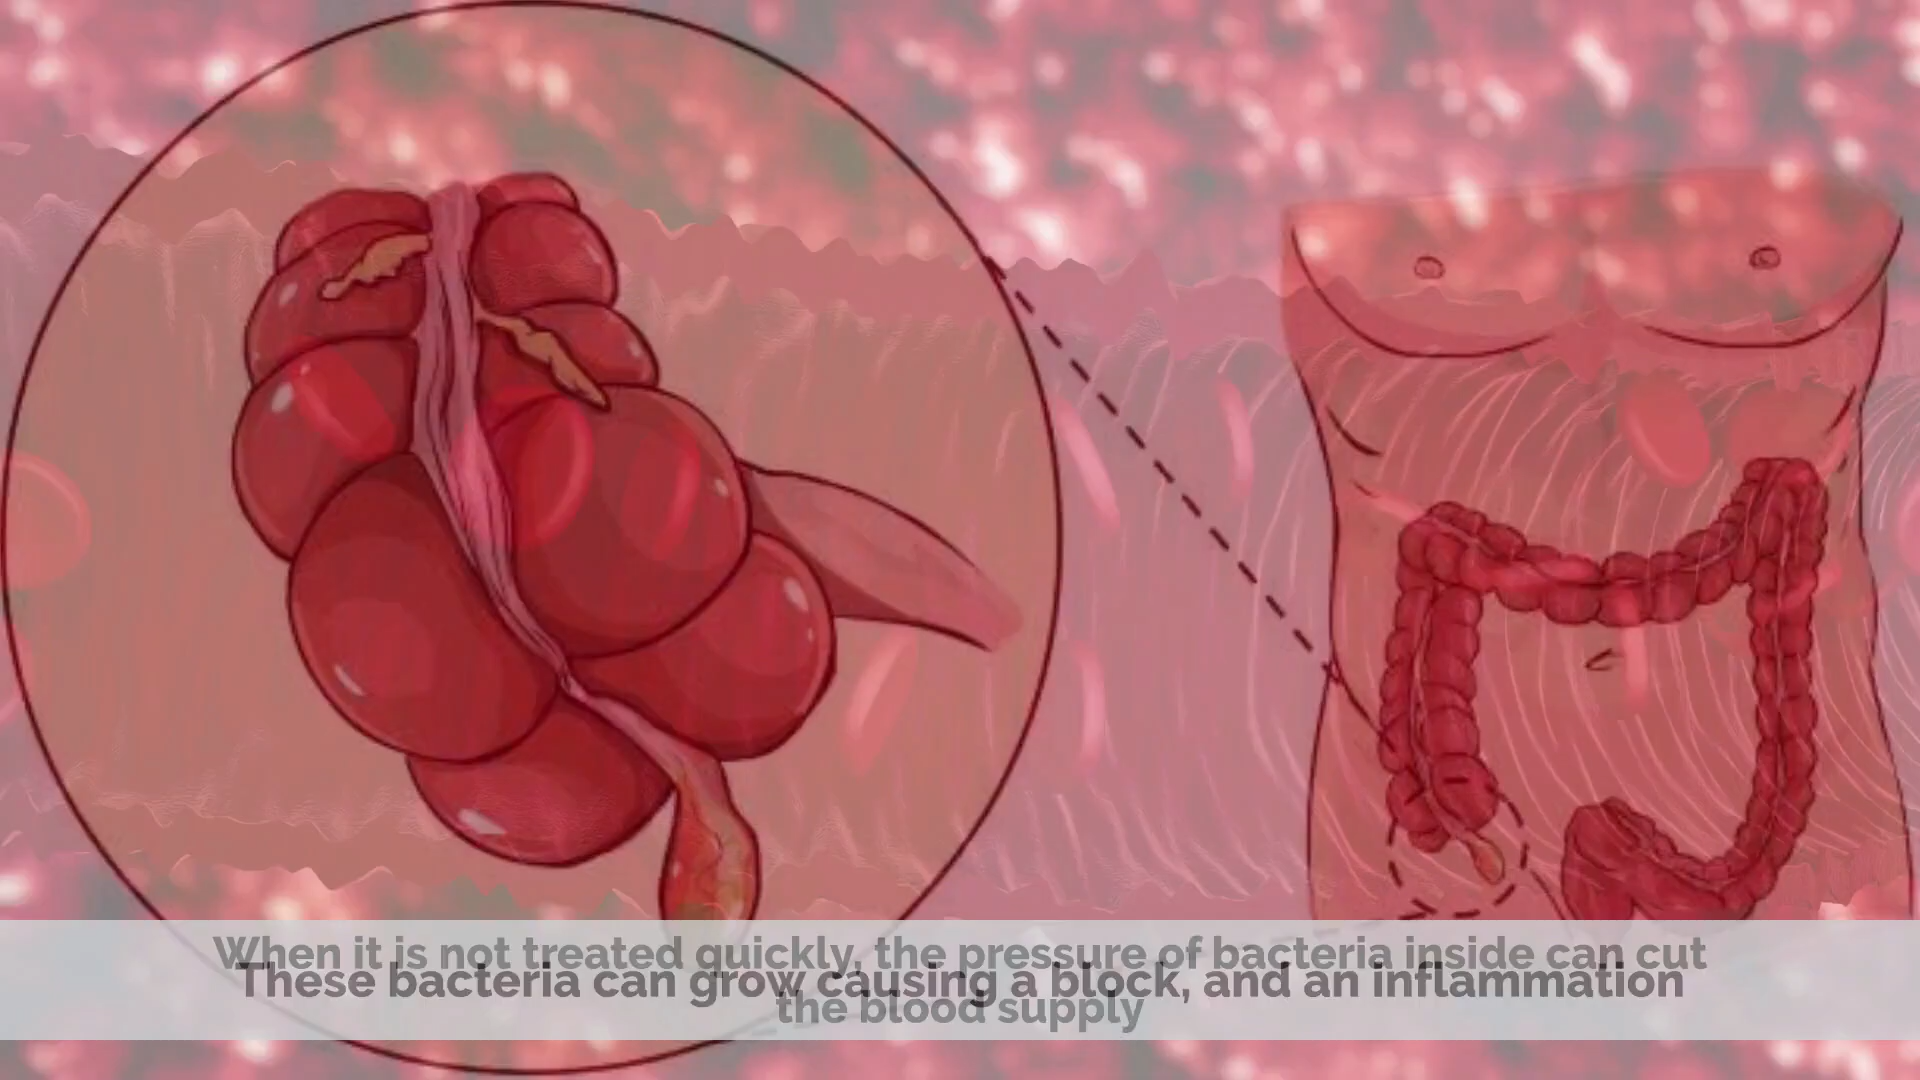 When it is not treated quickly, the pressure of bacteria inside can cut
These bacteria can grow causing a block, and an inflammation
the blood supply